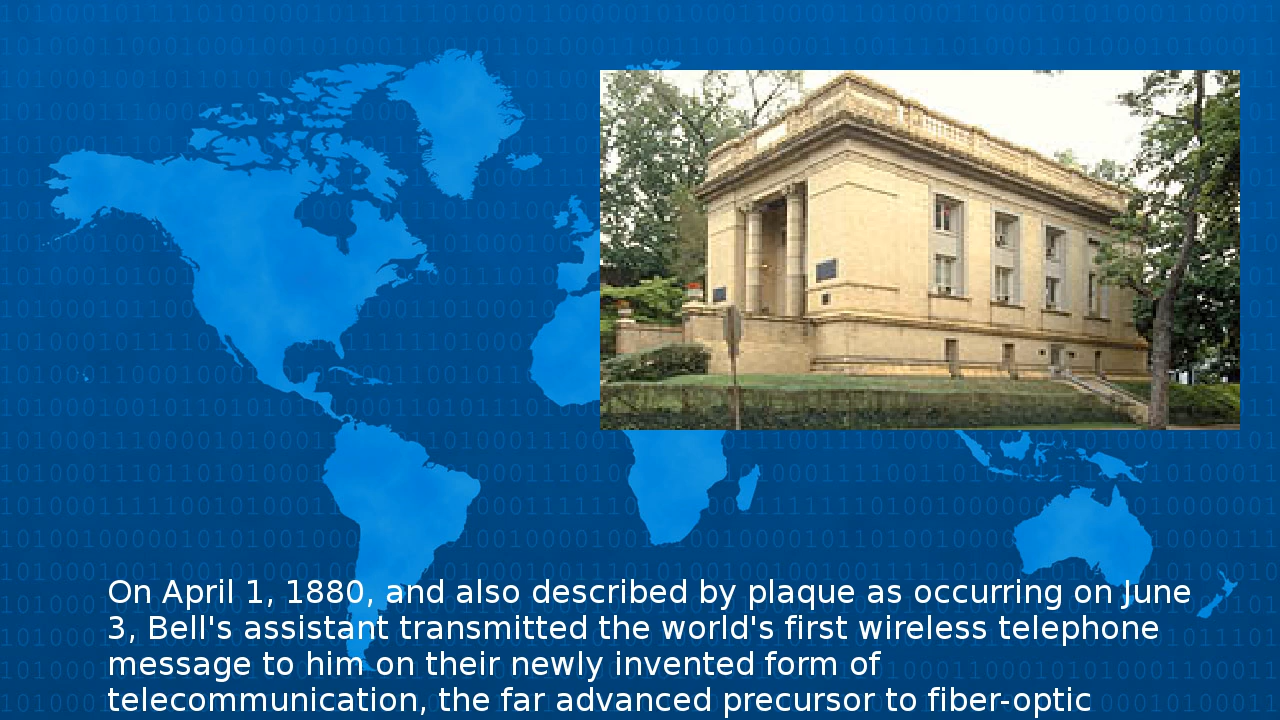 On April 1, 1880, and also described by plaque as occurring on June
3, Bell's assistant transmitted the world's first wireless telephone
message to him on their newly invented form of
telecommunication, the far advanced precursor to fiber-optic